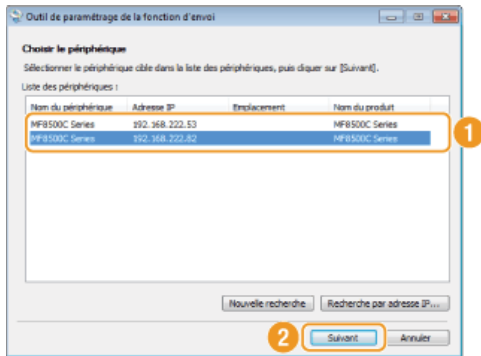 Outil de paramétrage de la fonction d'envoi
Choisir le périphérique
Sélectionner le périphérique cible dans la liste des périphériques, puis cliquer sur [Suivant].
Liste des périphériques :
Nom du périphérique Adresse IP Emplacement Nom du produit
MF8500C Series 192.168.222.53 MF8500C Series
MF8500C Series 192.168.222.82 MF8500C Series
1
Nouvelle recherche Recherche par adresse IP...
2 Suivant Annuler